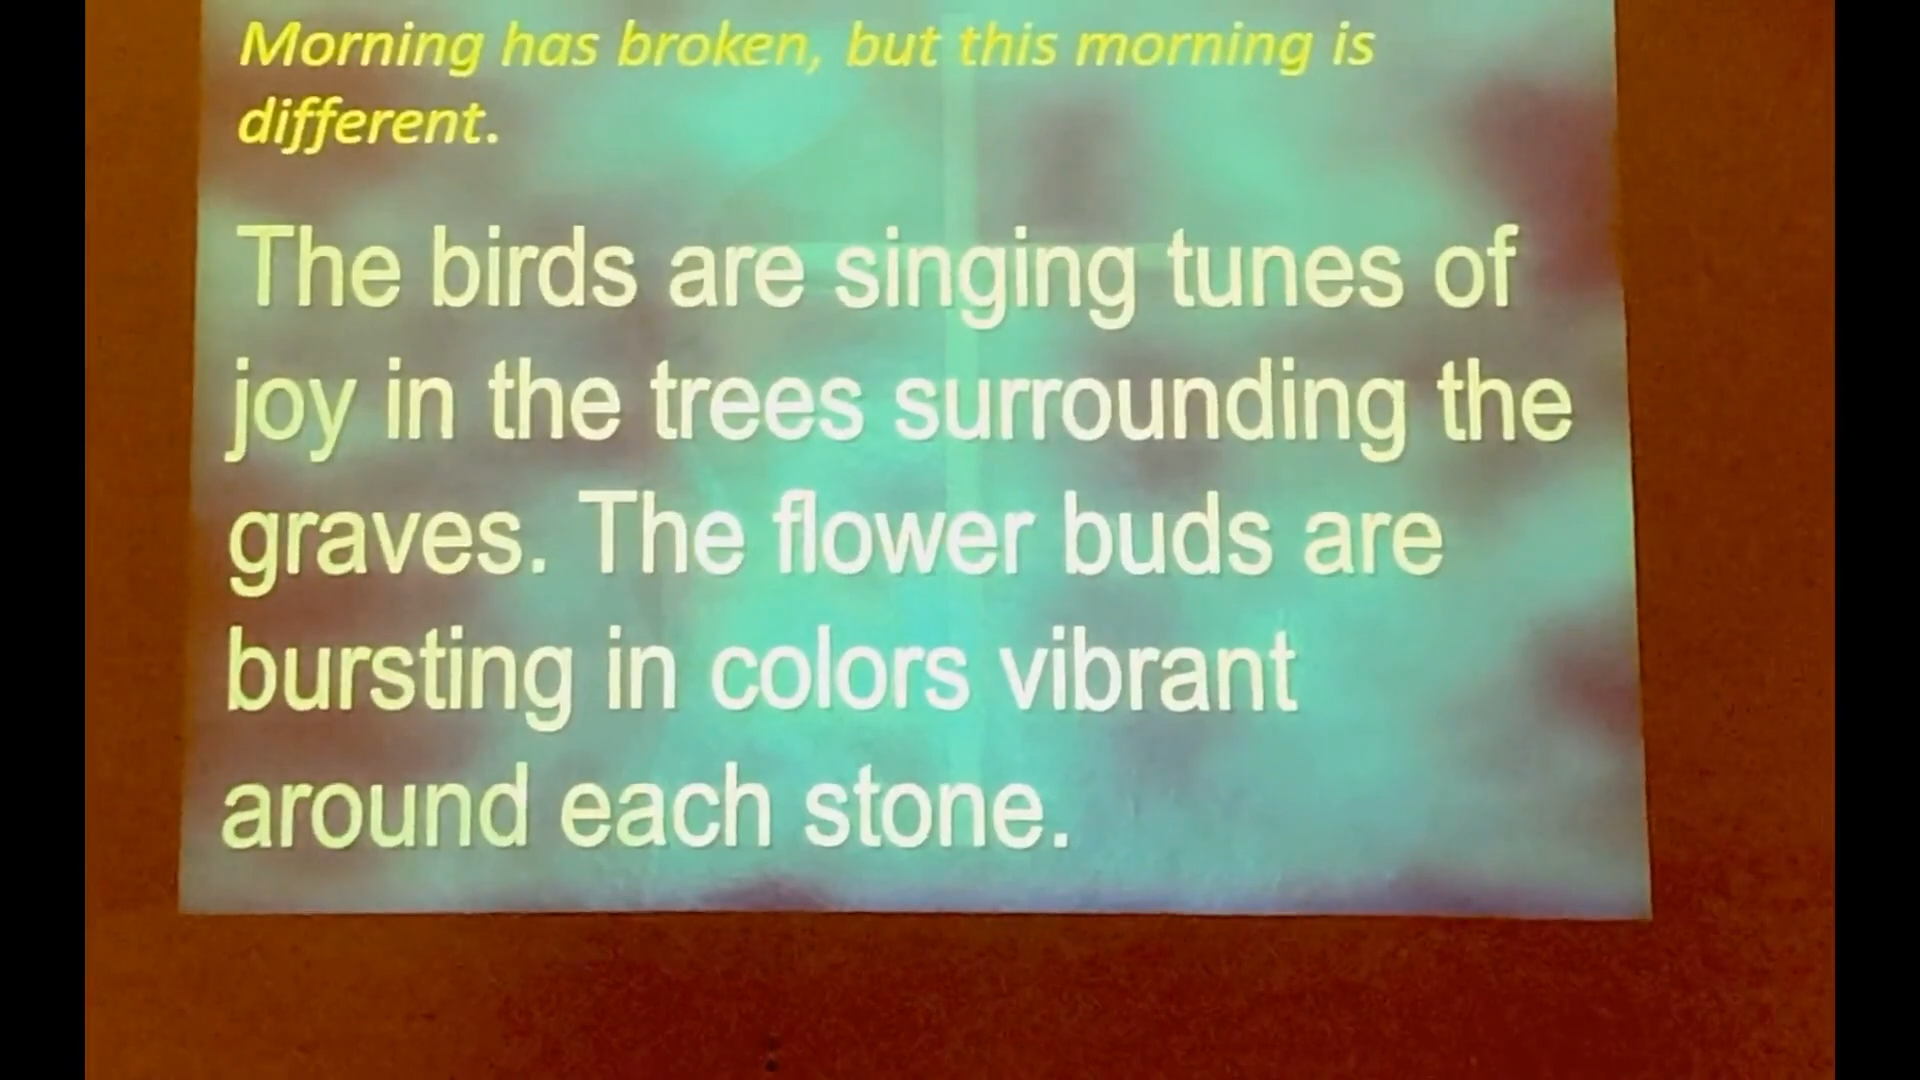 Morning has broken, but this morning is
different.
The birds are singing tunes of
joy in the trees surrounding the
graves. The flower buds are
bursting in colors vibrant
around each stone.